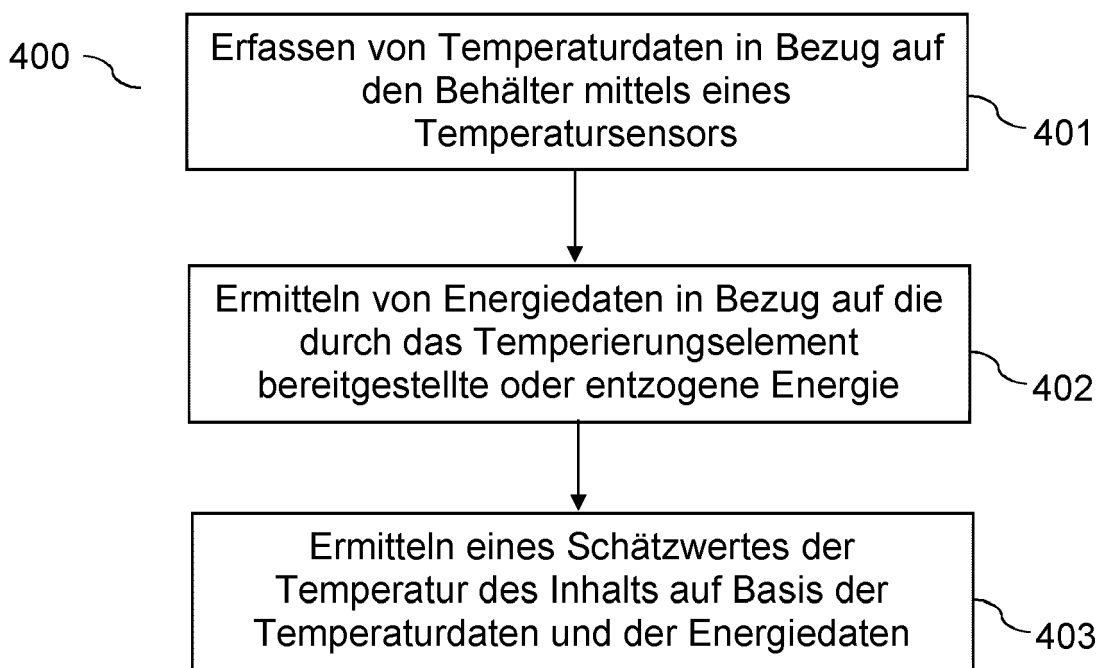 400
Erfassen von Temperaturdaten in Bezug auf
den Behälter mittels eines
Temperatursensors
401
Ermitteln von Energiedaten in Bezug auf die
durch das Temperierungselement
bereitgestellte oder entzogene Energie
402
Ermitteln eines Schätzwertes der
Temperatur des Inhalts auf Basis der
Temperaturdaten und der Energiedaten
403